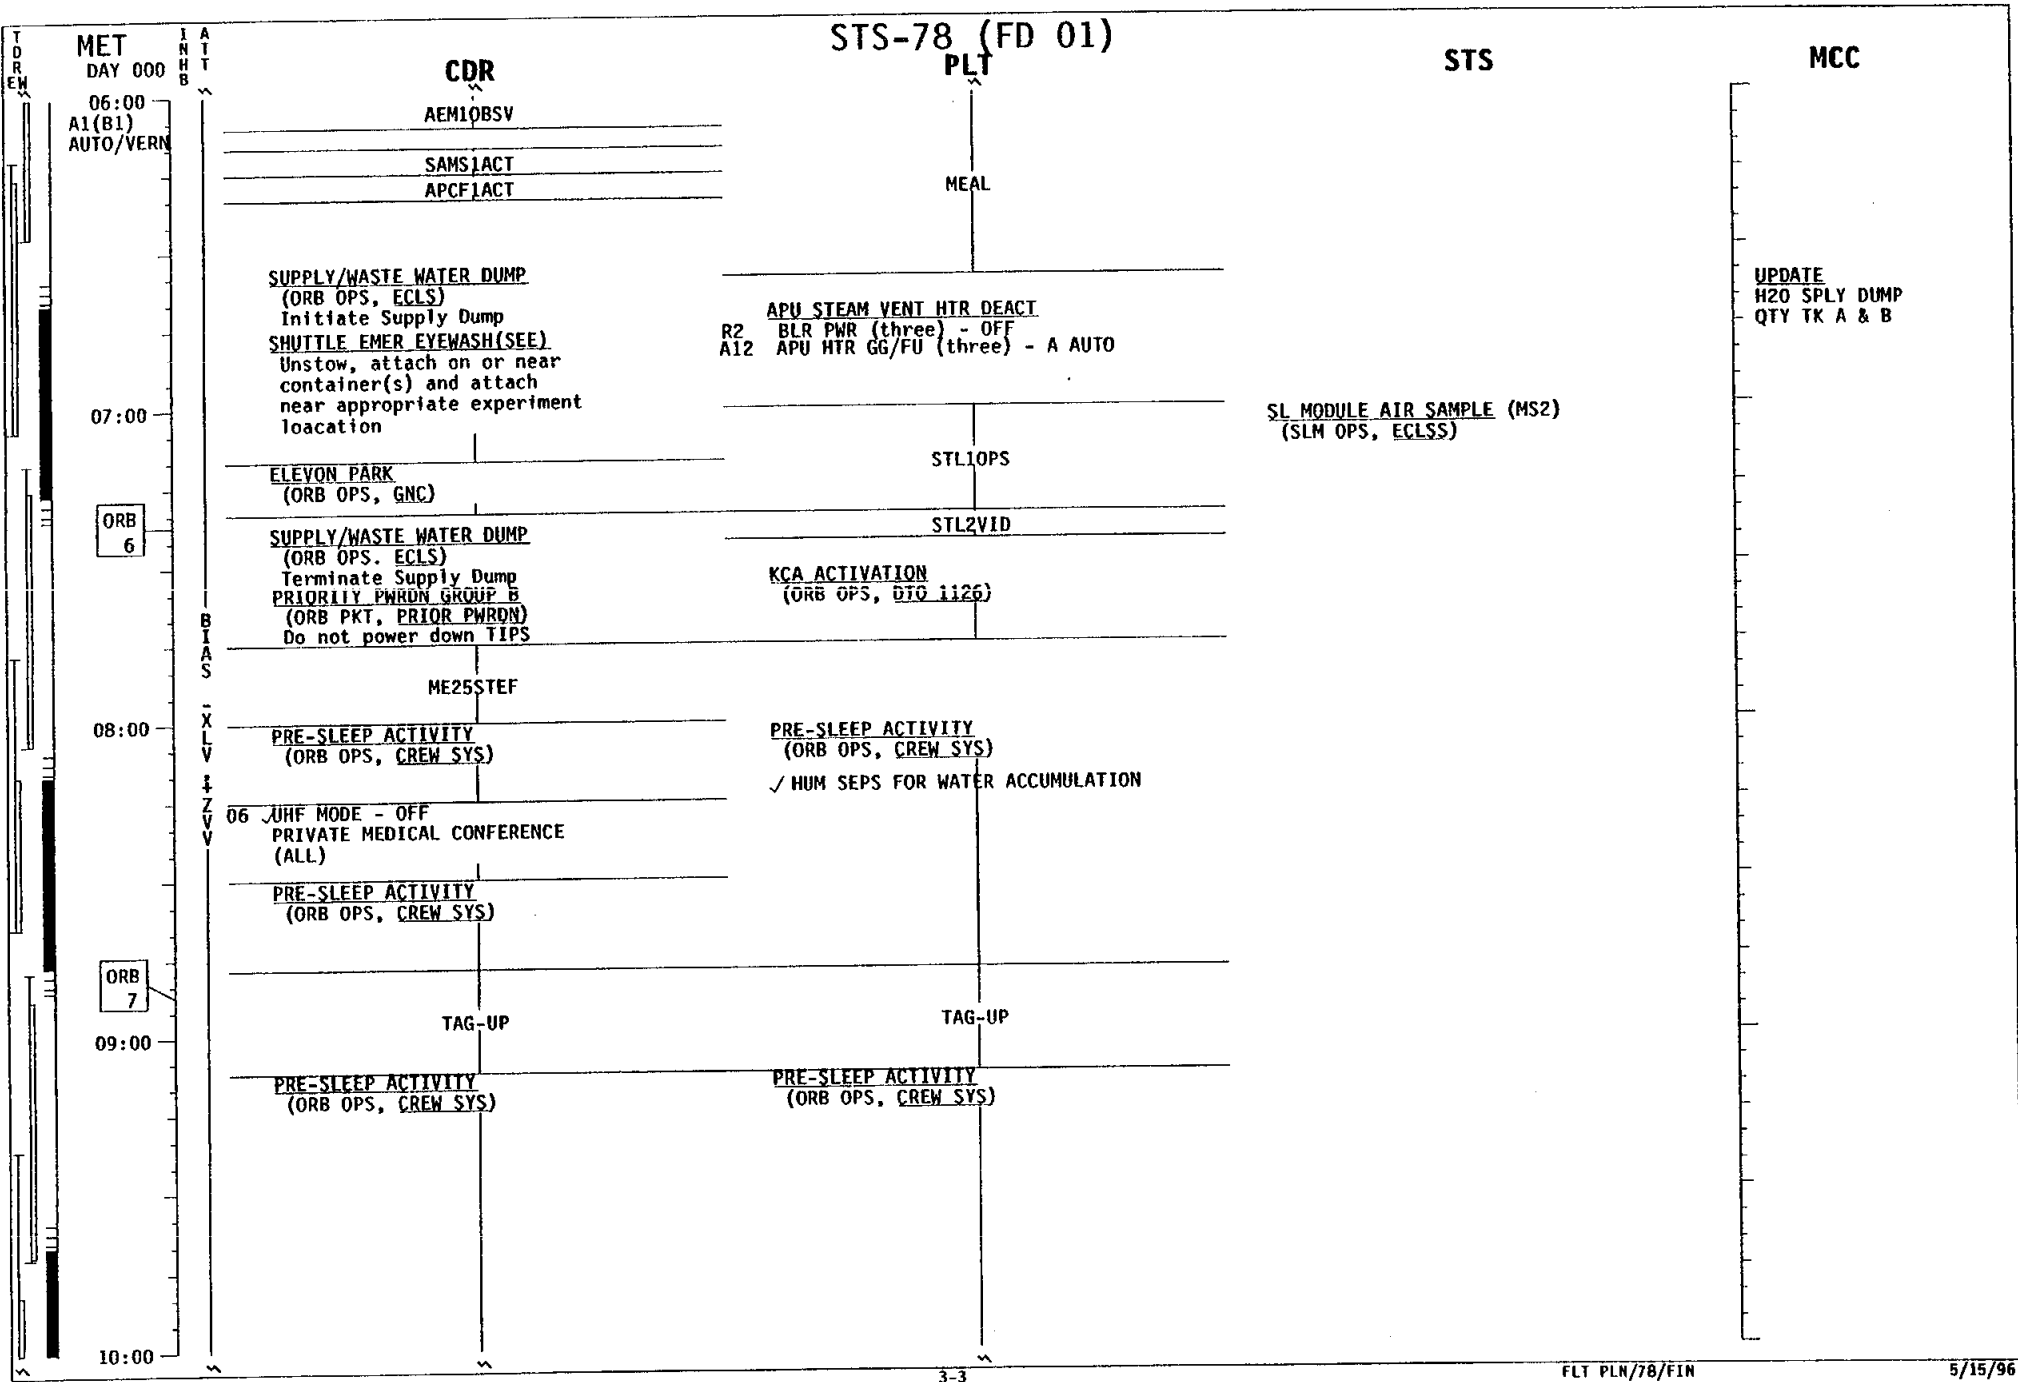 STS-78 (FD 01)
TDRS
E W
MET
DAY 000
INHB
ATT
CDR
PLT
STS
MCC
06:00
A1(B1)
AUTO/VERN
07:00
ORB
6
08:00
ORB
7
09:00
10:00
BIAS -XLV +ZVV
AEM1OBSV
SAMS1ACT
APCF1ACT
SUPPLY/WASTE WATER DUMP
(ORB OPS, ECLS)
Initiate Supply Dump
SHUTTLE EMER EYEWASH(SEE)
Unstow, attach on or near
container(s) and attach
near appropriate experiment
loacation
ELEVON PARK
(ORB OPS, GNC)
SUPPLY/WASTE WATER DUMP
(ORB OPS. ECLS)
Terminate Supply Dump
PRIORITY PWRDN GROUP B
(ORB PKT, PRIOR PWRDN)
Do not power down TIPS
ME25STEF
PRE-SLEEP ACTIVITY
(ORB OPS, CREW SYS)
06 ✓UHF MODE - OFF
PRIVATE MEDICAL CONFERENCE
(ALL)
PRE-SLEEP ACTIVITY
(ORB OPS, CREW SYS)
TAG-UP
PRE-SLEEP ACTIVITY
(ORB OPS, CREW SYS)
MEAL
APU STEAM VENT HTR DEACT
R2 BLR PWR (three) - OFF
A12 APU HTR GG/FU (three) - A AUTO
STL1OPS
STL2VID
KCA ACTIVATION
(ORB OPS, DTO 1126)
PRE-SLEEP ACTIVITY
(ORB OPS, CREW SYS)
✓ HUM SEPS FOR WATER ACCUMULATION
TAG-UP
PRE-SLEEP ACTIVITY
(ORB OPS, CREW SYS)
SL MODULE AIR SAMPLE (MS2)
(SLM OPS, ECLSS)
UPDATE
H2O SPLY DUMP
QTY TK A & B
3-3
FLT PLN/78/FIN
5/15/96